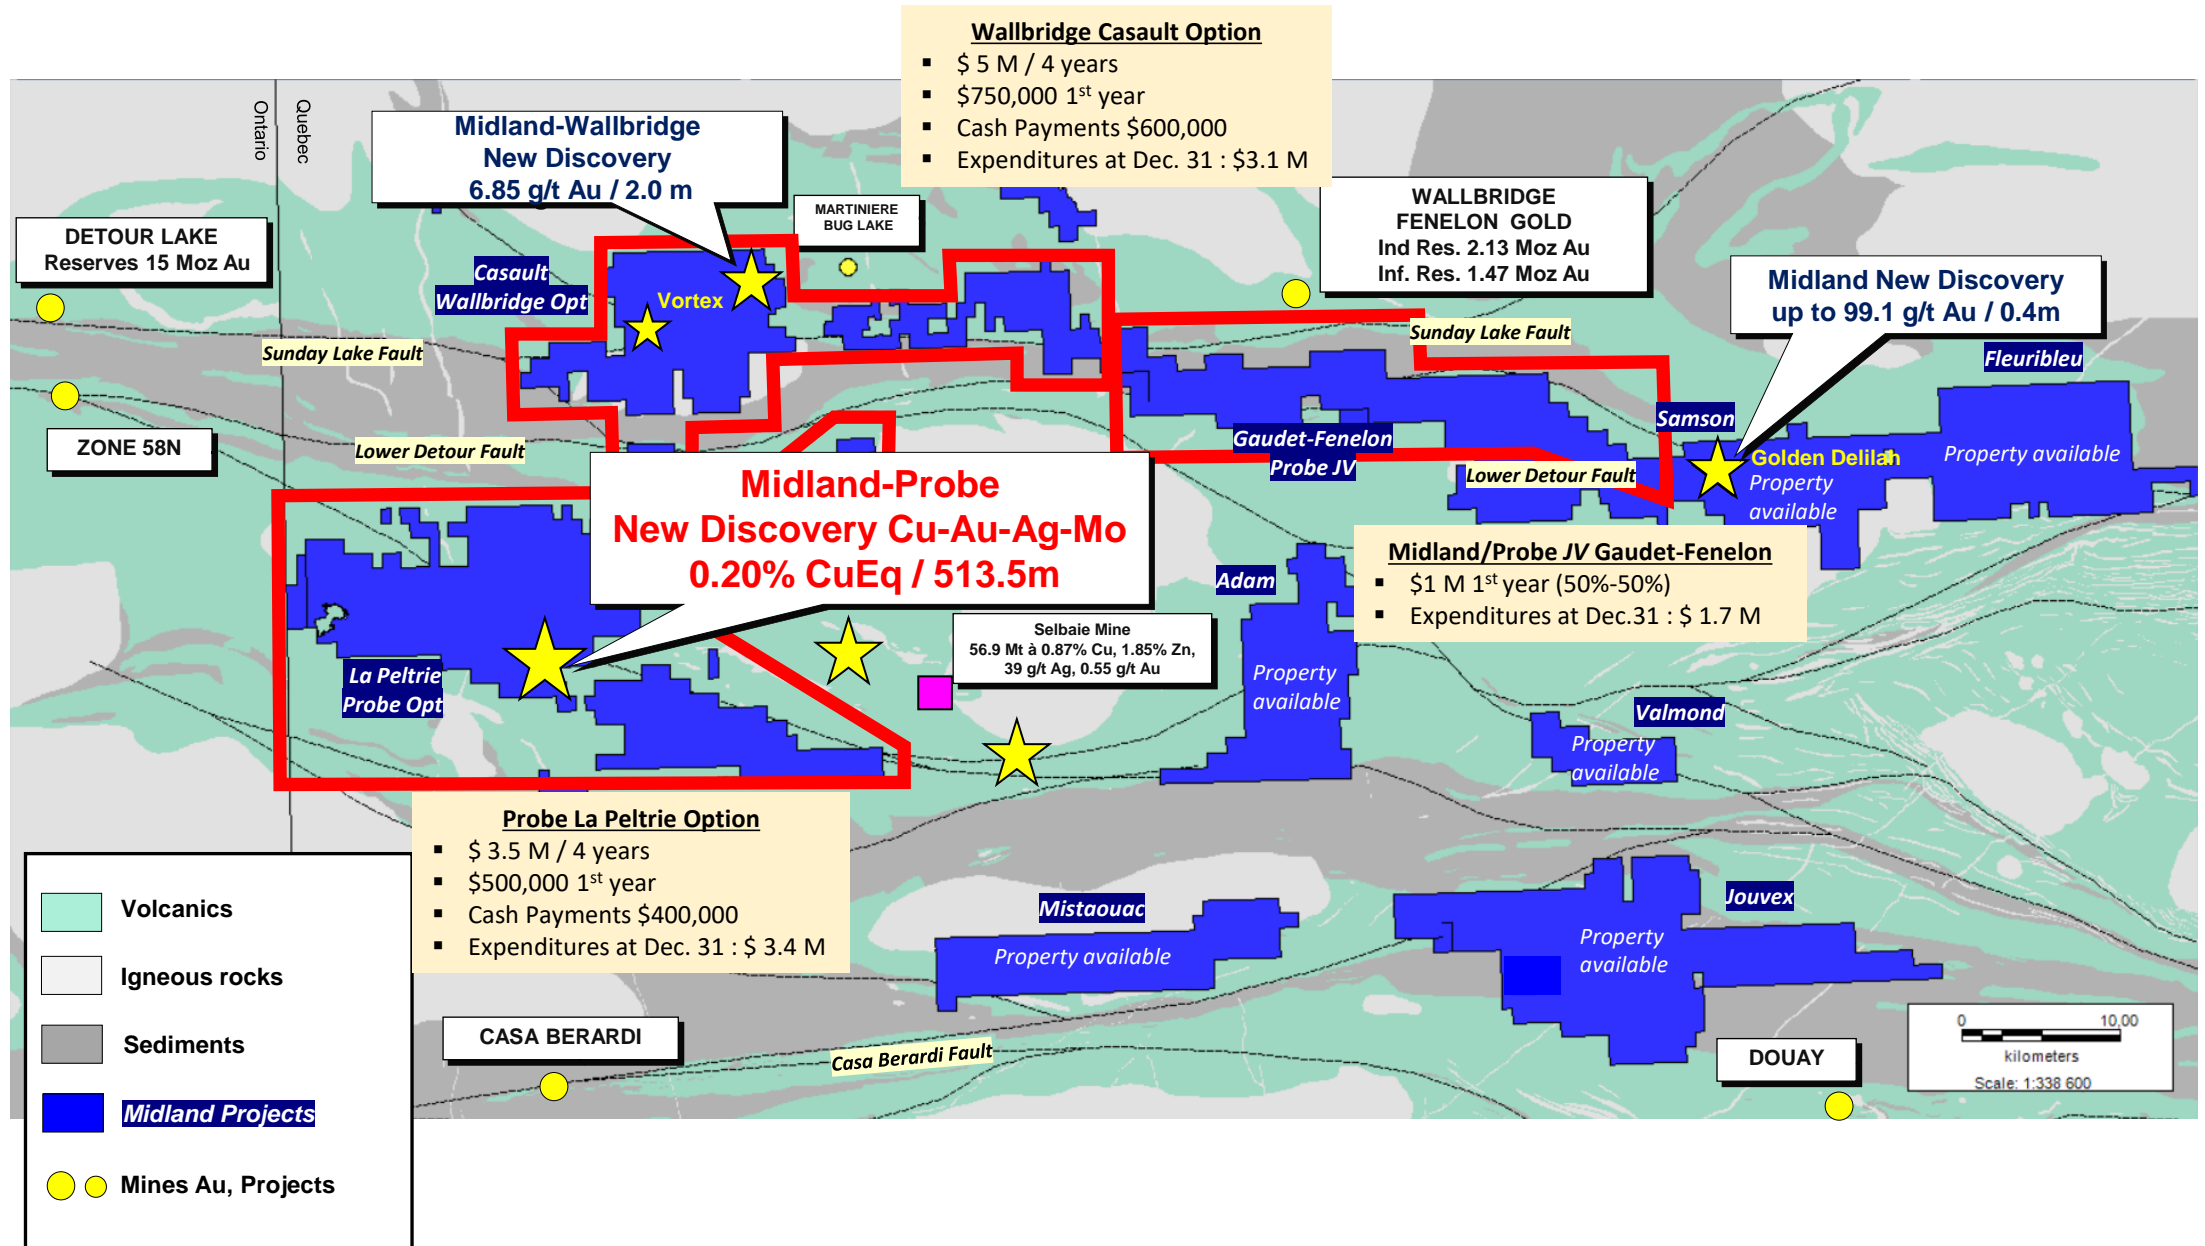 Wallbridge Casault Option
▪ $ 5 M / 4 years
▪ $750,000 1st year
▪ Cash Payments $600,000
▪ Expenditures at Dec. 31 : $3.1 M
Ontario
Quebec
Midland-Wallbridge
New Discovery
6.85 g/t Au / 2.0 m
MARTINIERE
BUG LAKE
WALLBRIDGE
FENELON GOLD
Ind Res. 2.13 Moz Au
Inf. Res. 1.47 Moz Au
DETOUR LAKE
Reserves 15 Moz Au
Casault
Wallbridge Opt
Vortex
Midland New Discovery
up to 99.1 g/t Au / 0.4m
Sunday Lake Fault
Sunday Lake Fault
Fleuribleu
ZONE 58N
Lower Detour Fault
Gaudet-Fenelon
Probe JV
Lower Detour Fault
Samson
Golden Delilah
Property
available
Property available
Midland-Probe
New Discovery Cu-Au-Ag-Mo
0.20% CuEq / 513.5m
Midland/Probe JV Gaudet-Fenelon
▪ $1 M 1st year (50%-50%)
▪ Expenditures at Dec.31 : $ 1.7 M
Adam
Property
available
Selbaie Mine
56.9 Mt à 0.87% Cu, 1.85% Zn,
39 g/t Ag, 0.55 g/t Au
La Peltrie
Probe Opt
Valmond
Property
available
Probe La Peltrie Option
▪ $ 3.5 M / 4 years
▪ $500,000 1st year
▪ Cash Payments $400,000
▪ Expenditures at Dec. 31 : $ 3.4 M
Mistaouac
Property available
Jouvex
Property
available
Volcanics
Igneous rocks
Sediments
Midland Projects
Mines Au, Projects
CASA BERARDI
Casa Berardi Fault
DOUAY
0 10,00
kilometers
Scale: 1:338 600